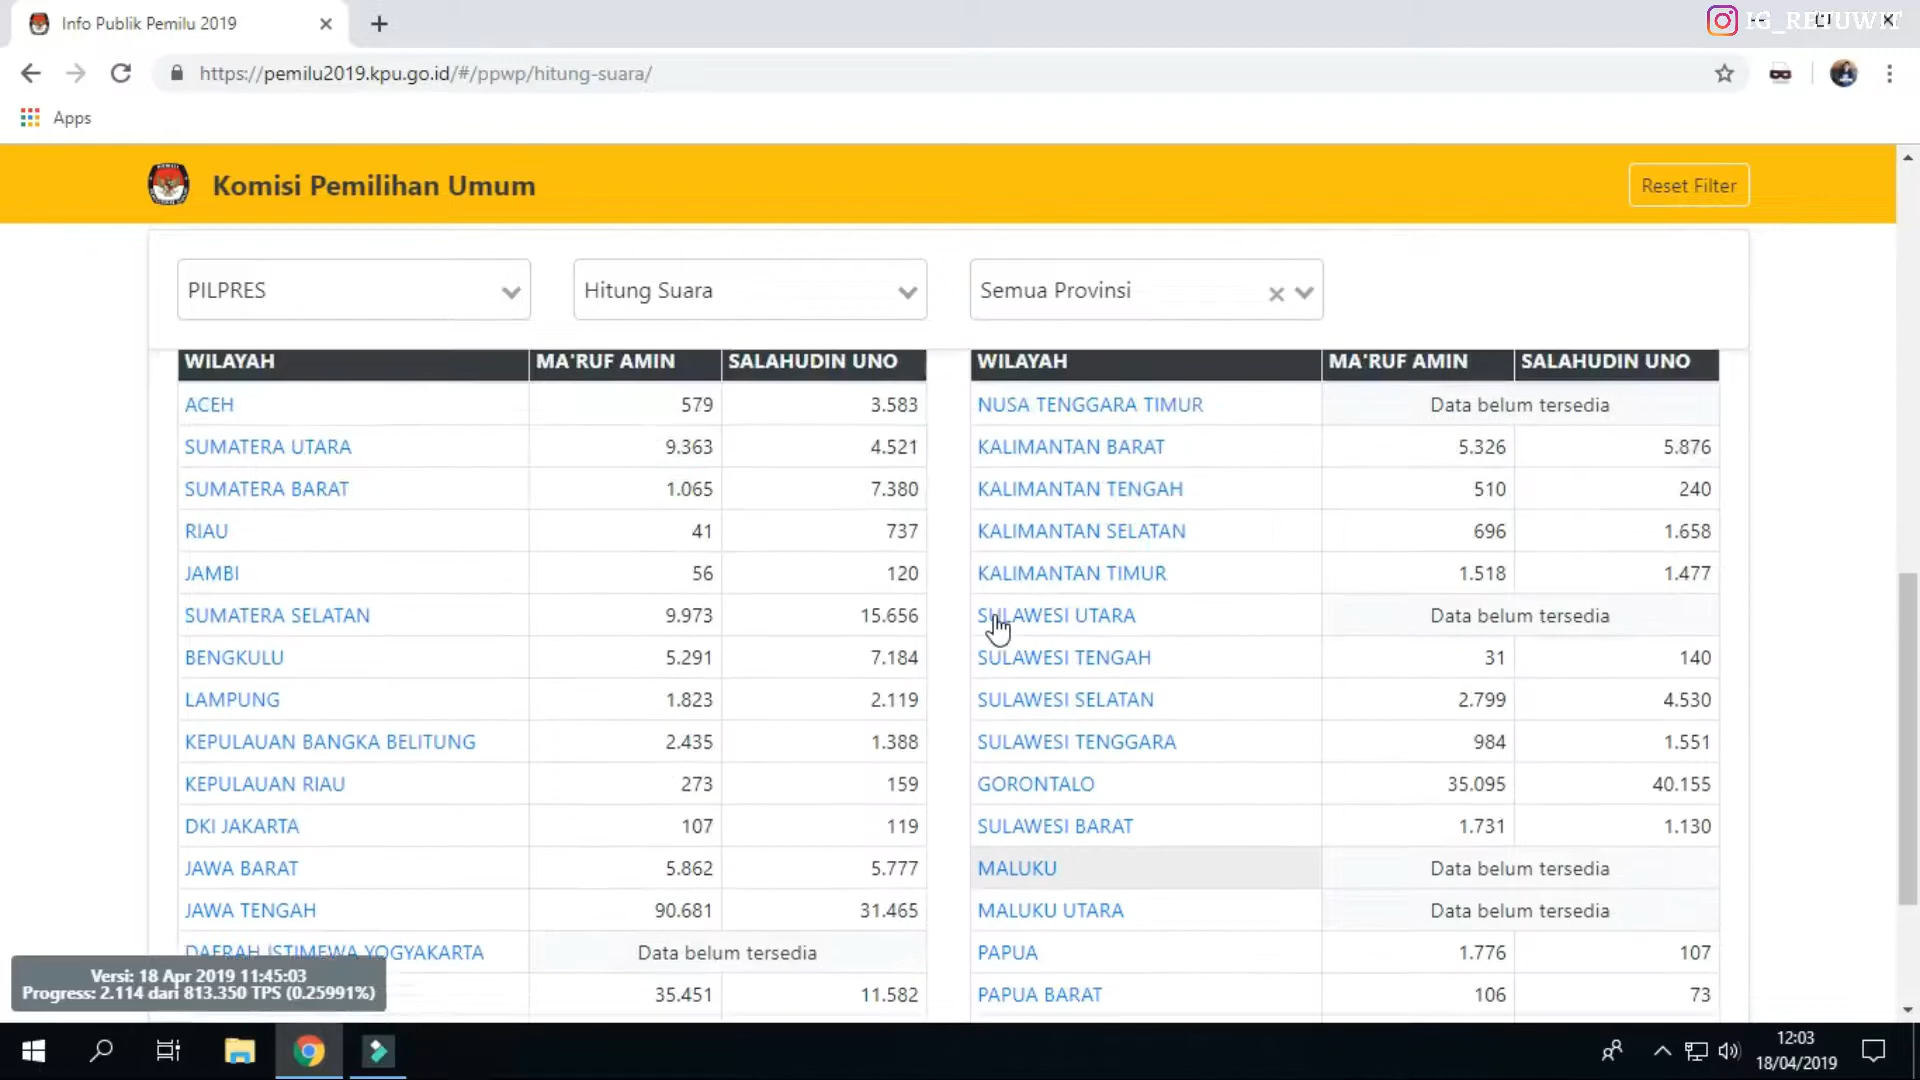 Info Publik Pemilu 2019
IG_RETUWIT
https://pemilu2019.kpu.go.id/#/ppwp/hitung-suara/
Apps
Komisi Pemilihan Umum
Reset Filter
PILPRES
Hitung Suara
Semua Provinsi
WILAYAH MA'RUF AMIN SALAHUDIN UNO
ACEH 579 3.583
SUMATERA UTARA 9.363 4.521
SUMATERA BARAT 1.065 7.380
RIAU 41 737
JAMBI 56 120
SUMATERA SELATAN 9.973 15.656
BENGKULU 5.291 7.184
LAMPUNG 1.823 2.119
KEPULAUAN BANGKA BELITUNG 2.435 1.388
KEPULAUAN RIAU 273 159
DKI JAKARTA 107 119
JAWA BARAT 5.862 5.777
JAWA TENGAH 90.681 31.465
DAERAH ISTIMEWA YOGYAKARTA Data belum tersedia
35.451 11.582
WILAYAH MA'RUF AMIN SALAHUDIN UNO
NUSA TENGGARA TIMUR Data belum tersedia
KALIMANTAN BARAT 5.326 5.876
KALIMANTAN TENGAH 510 240
KALIMANTAN SELATAN 696 1.658
KALIMANTAN TIMUR 1.518 1.477
SULAWESI UTARA Data belum tersedia
SULAWESI TENGAH 31 140
SULAWESI SELATAN 2.799 4.530
SULAWESI TENGGARA 984 1.551
GORONTALO 35.095 40.155
SULAWESI BARAT 1.731 1.130
MALUKU Data belum tersedia
MALUKU UTARA Data belum tersedia
PAPUA 1.776 107
PAPUA BARAT 106 73
Versi: 18 Apr 2019 11:45:03
Progress: 2.114 dari 813.350 TPS (0.25991%)
12:03
18/04/2019